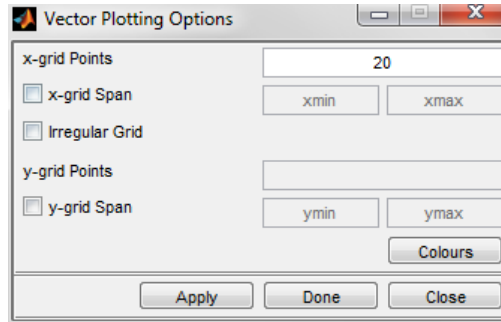 Vector Plotting Options
x-grid Points 20
x-grid Span xmin xmax
Irregular Grid
y-grid Points
y-grid Span ymin ymax
Colours
Apply Done Close